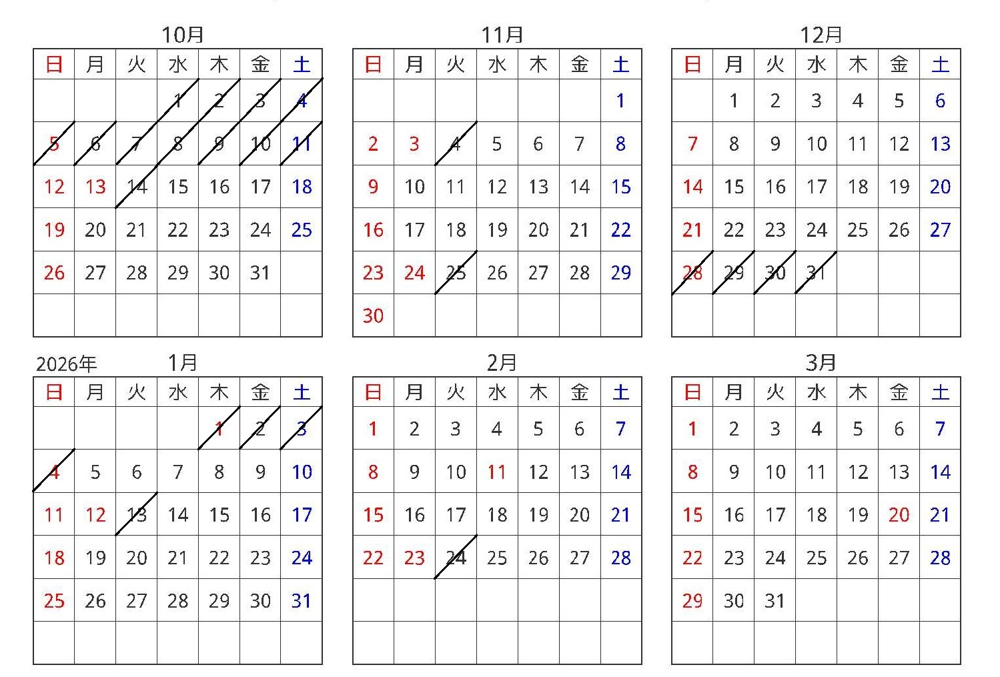 10月
日 月 火 水 木 金 土
1 2 3 4
5 6 7 8 9 10 11
12 13 14 15 16 17 18
19 20 21 22 23 24 25
26 27 28 29 30 31
11月
日 月 火 水 木 金 土
1
2 3 4 5 6 7 8
9 10 11 12 13 14 15
16 17 18 19 20 21 22
23 24 25 26 27 28 29
30
12月
日 月 火 水 木 金 土
1 2 3 4 5 6
7 8 9 10 11 12 13
14 15 16 17 18 19 20
21 22 23 24 25 26 27
28 29 30 31
2026年 1月
日 月 火 水 木 金 土
1 2 3
4 5 6 7 8 9 10
11 12 13 14 15 16 17
18 19 20 21 22 23 24
25 26 27 28 29 30 31
2月
日 月 火 水 木 金 土
1 2 3 4 5 6 7
8 9 10 11 12 13 14
15 16 17 18 19 20 21
22 23 24 25 26 27 28
3月
日 月 火 水 木 金 土
1 2 3 4 5 6 7
8 9 10 11 12 13 14
15 16 17 18 19 20 21
22 23 24 25 26 27 28
29 30 31